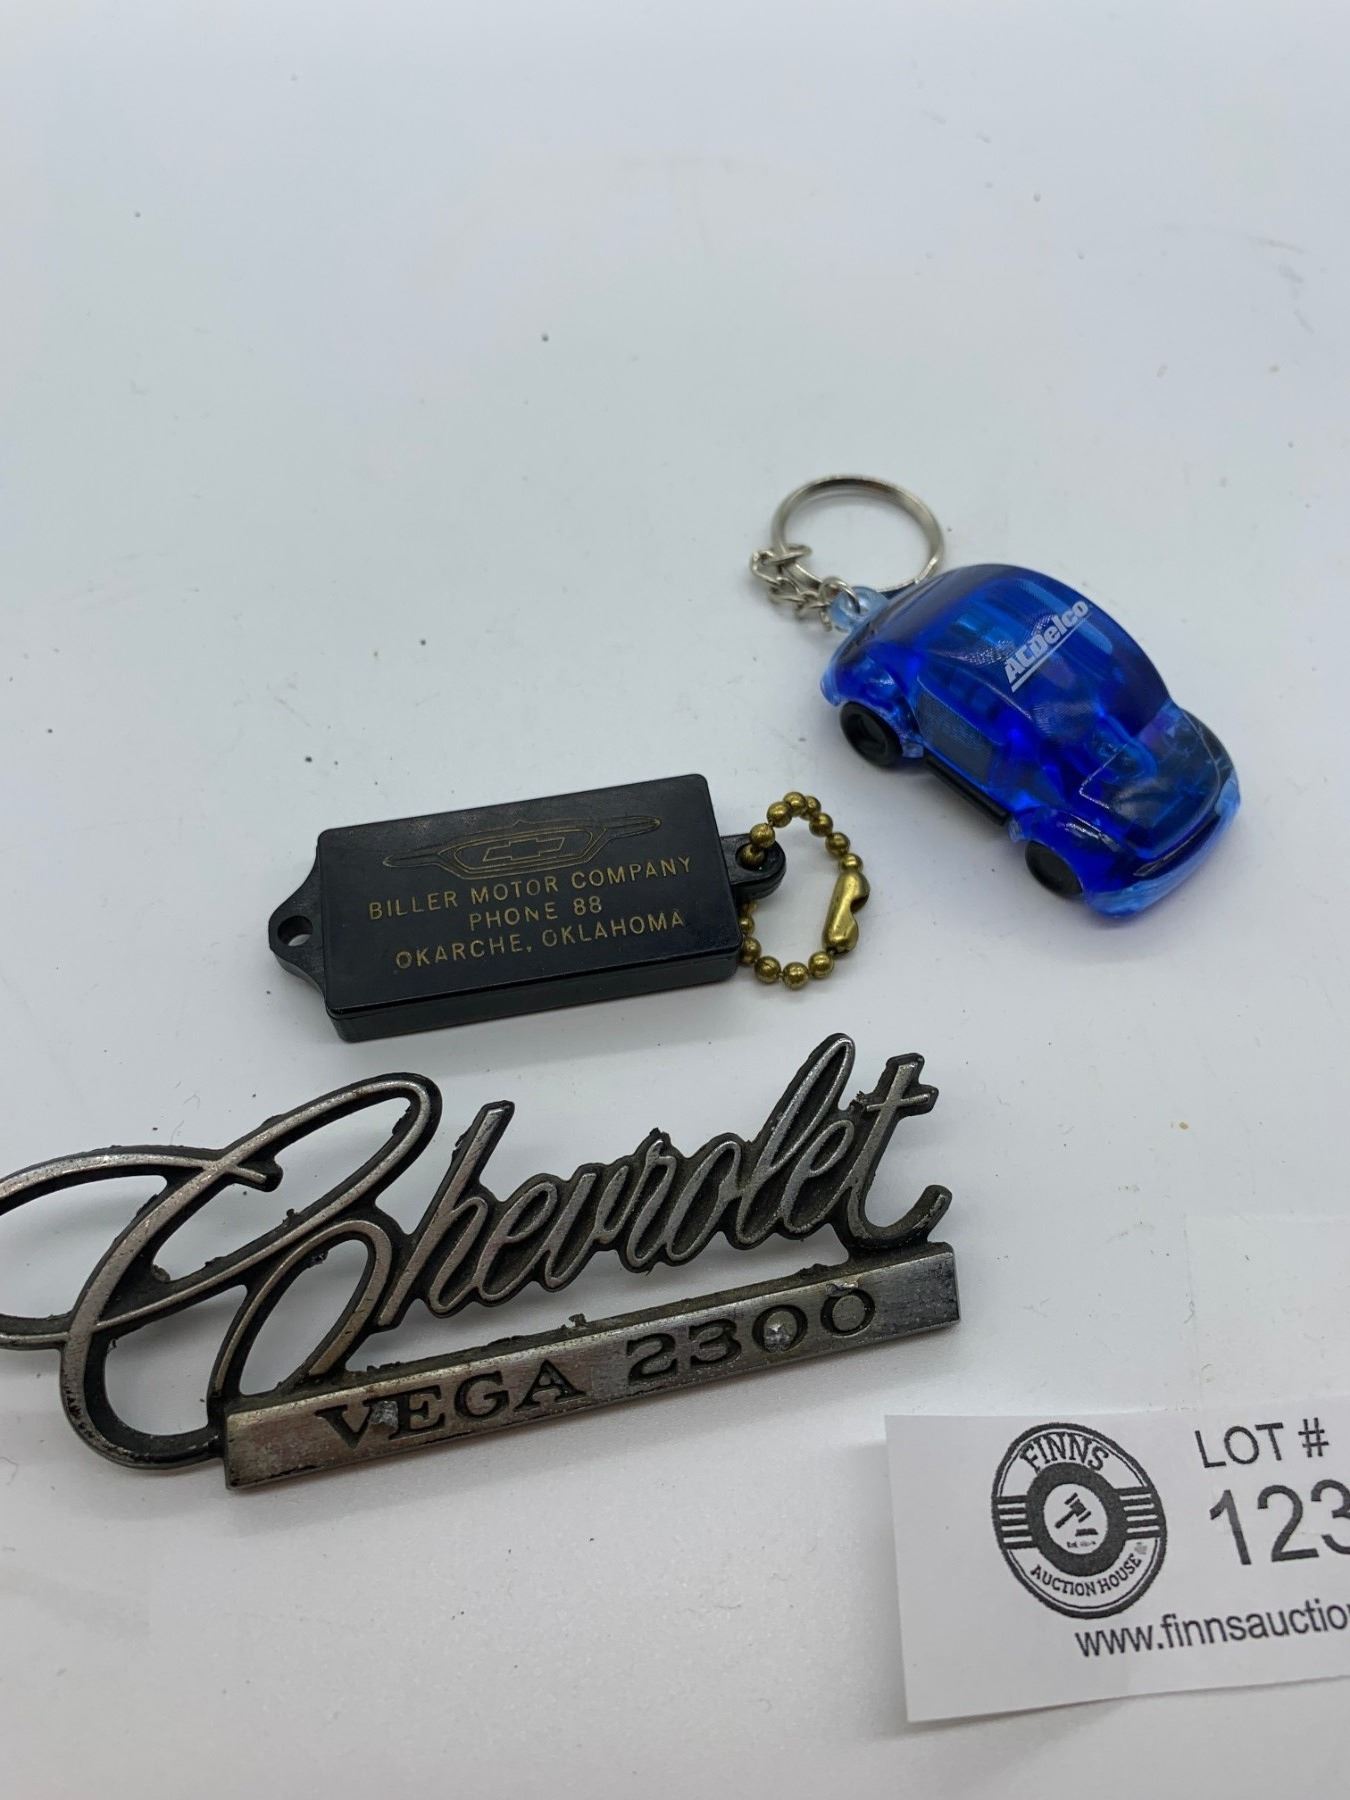 ACDelco
BILLER MOTOR COMPANY
PHONE 88
OKARCHE, OKLAHOMA
Chevrolet
VEGA 2300
FINNS
AUCTION HOUSE
LOT #
123
www.finnsauctio